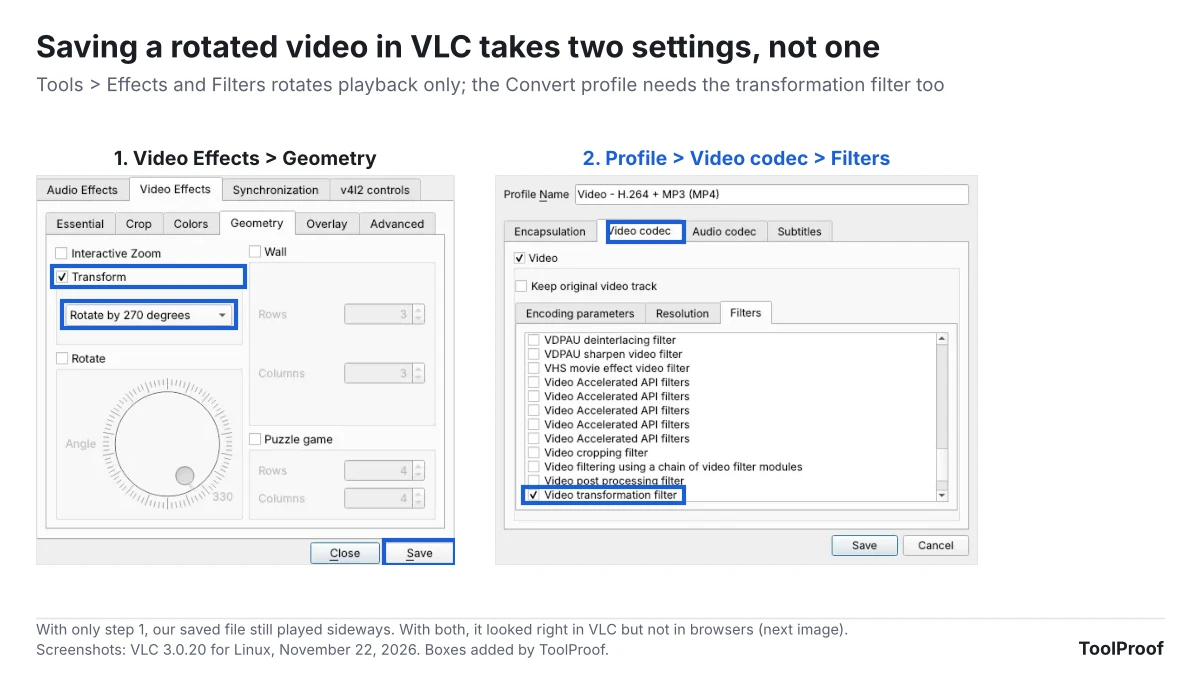 Saving a rotated video in VLC takes two settings, not one
Tools > Effects and Filters rotates playback only; the Convert profile needs the transformation filter too
1. Video Effects > Geometry
Audio Effects Video Effects Synchronization v4l2 controls
Essential Crop Colors Geometry Overlay Advanced
Interactive Zoom
Wall
Transform
Rotate by 270 degrees
Rows 3
Rotate
Columns 3
Angle
330
Puzzle game
Rows 4
Columns 4
Close Save
2. Profile > Video codec > Filters
Profile Name Video - H.264 + MP3 (MP4)
Encapsulation Video codec Audio codec Subtitles
Video
Keep original video track
Encoding parameters Resolution Filters
VDPAU deinterlacing filter
VDPAU sharpen video filter
VHS movie effect video filter
Video Accelerated API filters
Video Accelerated API filters
Video Accelerated API filters
Video Accelerated API filters
Video Accelerated API filters
Video cropping filter
Video filtering using a chain of video filter modules
Video post processing filter
Video transformation filter
Save Cancel
With only step 1, our saved file still played sideways. With both, it looked right in VLC but not in browsers (next image).
Screenshots: VLC 3.0.20 for Linux, November 22, 2026. Boxes added by ToolProof.
ToolProof